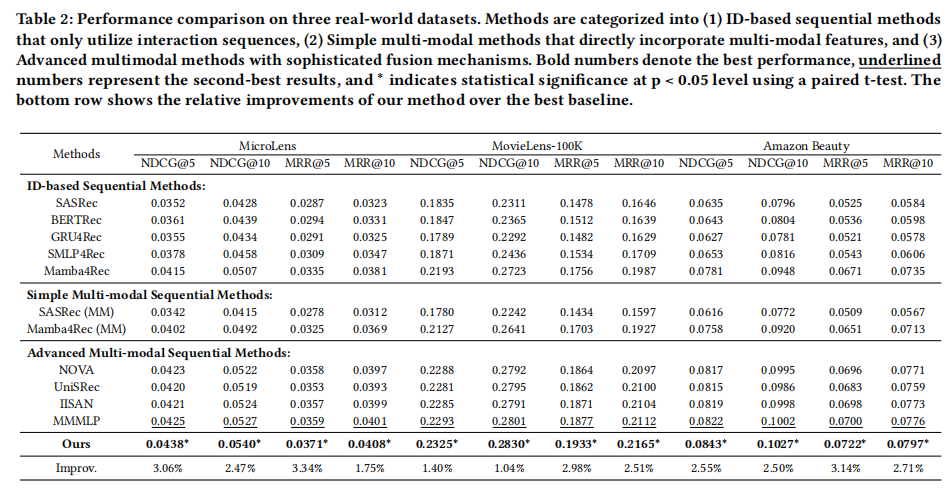 Table 2: Performance comparison on three real-world datasets. Methods are categorized into (1) ID-based sequential methods
that only utilize interaction sequences, (2) Simple multi-modal methods that directly incorporate multi-modal features, and (3)
Advanced multimodal methods with sophisticated fusion mechanisms. Bold numbers denote the best performance, underlined
numbers represent the second-best results, and * indicates statistical significance at p < 0.05 level using a paired t-test. The
bottom row shows the relative improvements of our method over the best baseline.
Methods MicroLens MovieLens-100K Amazon Beauty
NDCG@5 NDCG@10 MRR@5 MRR@10 NDCG@5 NDCG@10 MRR@5 MRR@10 NDCG@5 NDCG@10 MRR@5 MRR@10
ID-based Sequential Methods:
SASRec 0.0352 0.0428 0.0287 0.0323 0.1835 0.2311 0.1478 0.1646 0.0635 0.0796 0.0525 0.0584
BERTRec 0.0361 0.0439 0.0294 0.0331 0.1847 0.2365 0.1512 0.1639 0.0643 0.0804 0.0536 0.0598
GRU4Rec 0.0355 0.0434 0.0291 0.0325 0.1789 0.2292 0.1482 0.1629 0.0627 0.0781 0.0521 0.0578
SMLP4Rec 0.0378 0.0458 0.0309 0.0347 0.1871 0.2436 0.1534 0.1709 0.0653 0.0816 0.0543 0.0606
Mamba4Rec 0.0415 0.0507 0.0335 0.0381 0.2193 0.2723 0.1756 0.1987 0.0781 0.0948 0.0671 0.0735
Simple Multi-modal Sequential Methods:
SASRec (MM) 0.0342 0.0415 0.0278 0.0312 0.1780 0.2242 0.1434 0.1597 0.0616 0.0772 0.0509 0.0567
Mamba4Rec (MM) 0.0402 0.0492 0.0325 0.0369 0.2127 0.2641 0.1703 0.1927 0.0758 0.0920 0.0651 0.0713
Advanced Multi-modal Sequential Methods:
NOVA 0.0423 0.0522 0.0358 0.0397 0.2288 0.2792 0.1864 0.2097 0.0817 0.0995 0.0696 0.0771
UniSRec 0.0420 0.0519 0.0353 0.0393 0.2281 0.2795 0.1862 0.2100 0.0815 0.0986 0.0683 0.0759
IISAN 0.0421 0.0524 0.0357 0.0399 0.2285 0.2791 0.1871 0.2104 0.0819 0.0998 0.0698 0.0773
MMMLP 0.0425 0.0527 0.0359 0.0401 0.2293 0.2801 0.1877 0.2112 0.0822 0.1002 0.0700 0.0776
Ours 0.0438* 0.0540* 0.0371* 0.0408* 0.2325* 0.2830* 0.1933* 0.2165* 0.0843* 0.1027* 0.0722* 0.0797*
Improv. 3.06% 2.47% 3.34% 1.75% 1.40% 1.04% 2.98% 2.51% 2.55% 2.50% 3.14% 2.71%